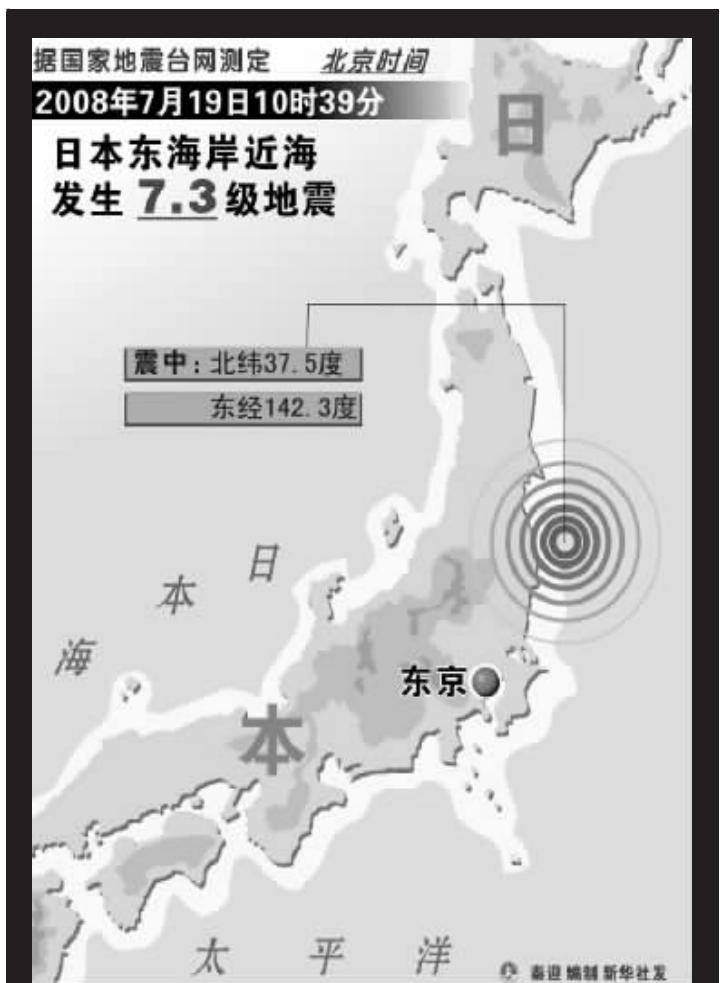 据国家地震台网测定 北京时间
2008年7月19日10时39分
日本东海岸近海
发生 7.3 级地震
震中：北纬37.5度
东经142.3度
日
本
日
本
海
东京
太平洋
秦迎 编制 新华社发